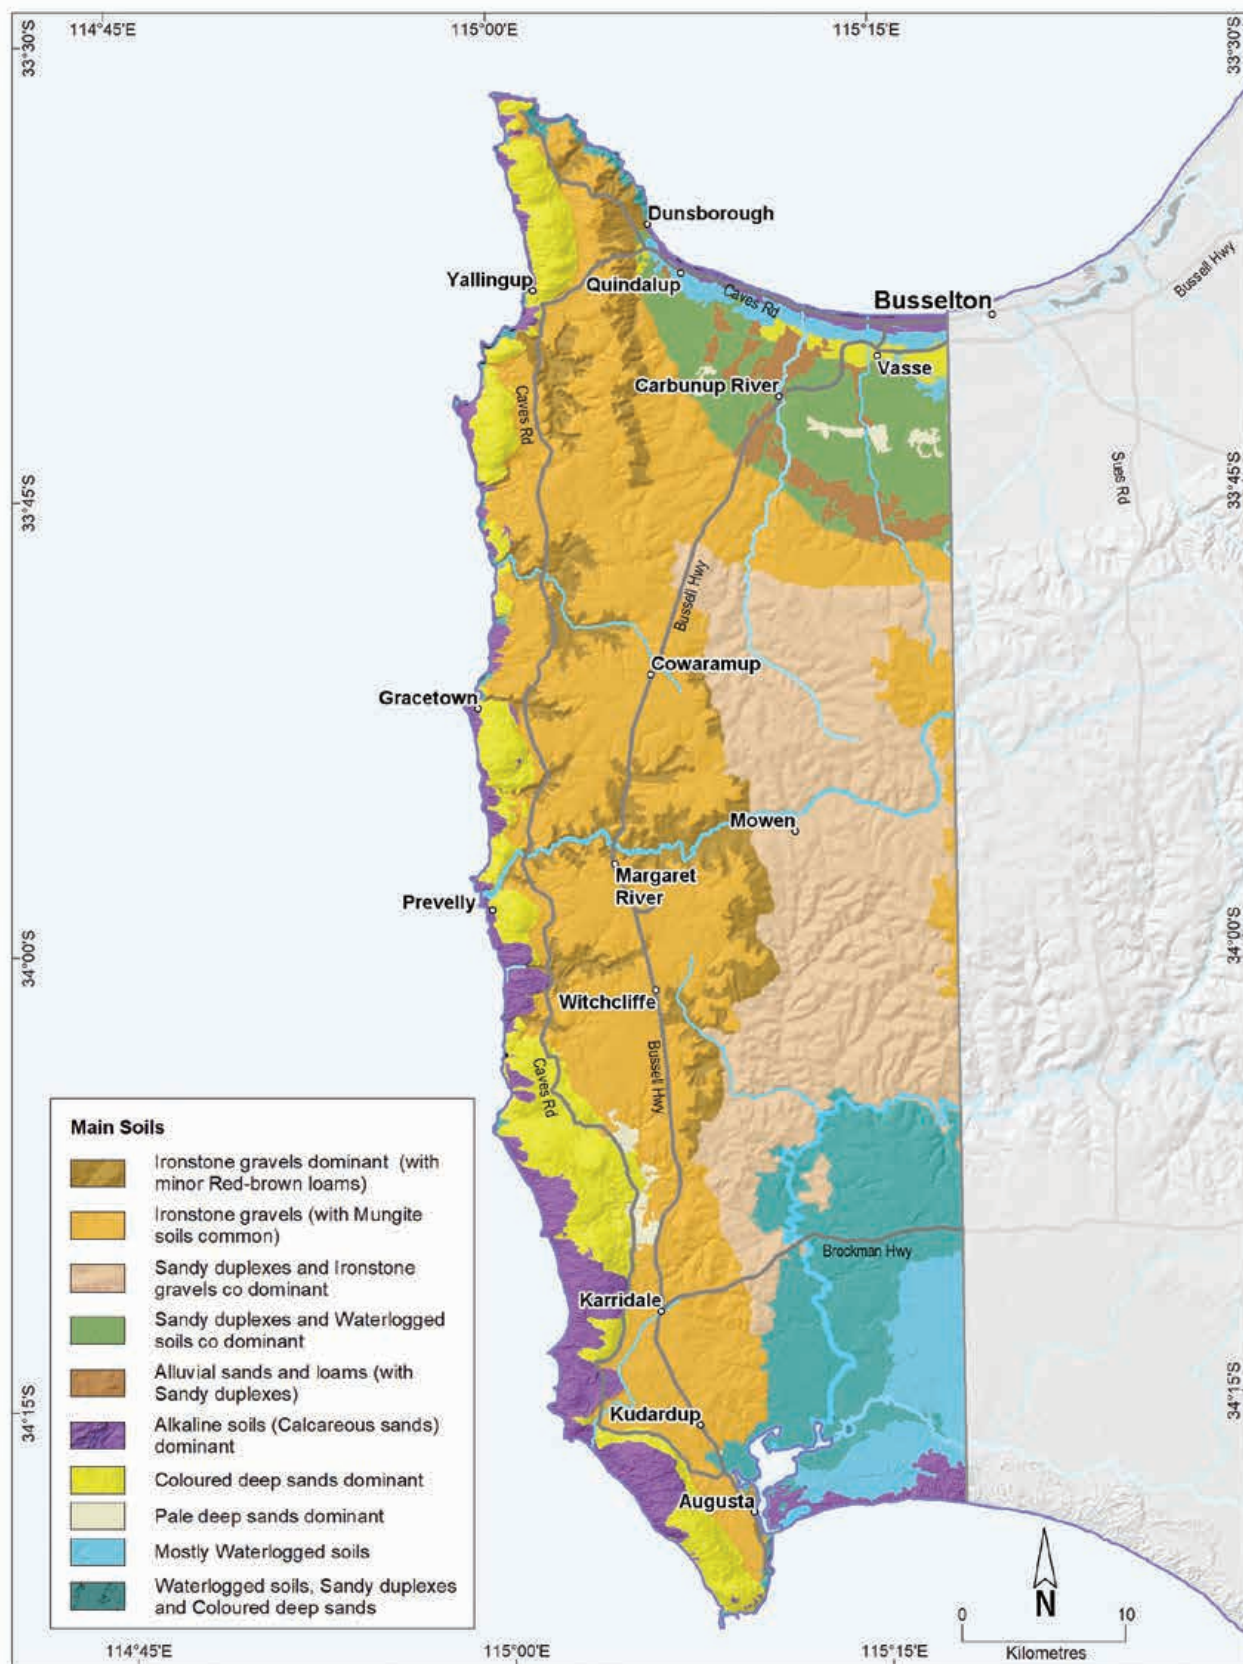 114°45'E
115°00'E
115°15'E
33°30'S
33°30'S
Dunsborough
Yallingup
Quindalup
Caves Rd
Busselton
Bussell Hwy
Vasse
Carbunup River
Caves Rd
Sues Rd
33°45'S
33°45'S
Bussell Hwy
Cowaramup
Gracetown
Mowen
Margaret
River
Prevelly
34°00'S
34°00'S
Witchcliffe
Caves Rd
Bussell Hwy
Brockman Hwy
Karridale
34°15'S
34°15'S
Kudardup
Augusta
Main Soils
Ironstone gravels dominant (with
minor Red-brown loams)
Ironstone gravels (with Mungite
soils common)
Sandy duplexes and Ironstone
gravels co dominant
Sandy duplexes and Waterlogged
soils co dominant
Alluvial sands and loams (with
Sandy duplexes)
Alkaline soils (Calcareous sands)
dominant
Coloured deep sands dominant
Pale deep sands dominant
Mostly Waterlogged soils
Waterlogged soils, Sandy duplexes
and Coloured deep sands
N
0 10
Kilometres
114°45'E
115°00'E
115°15'E